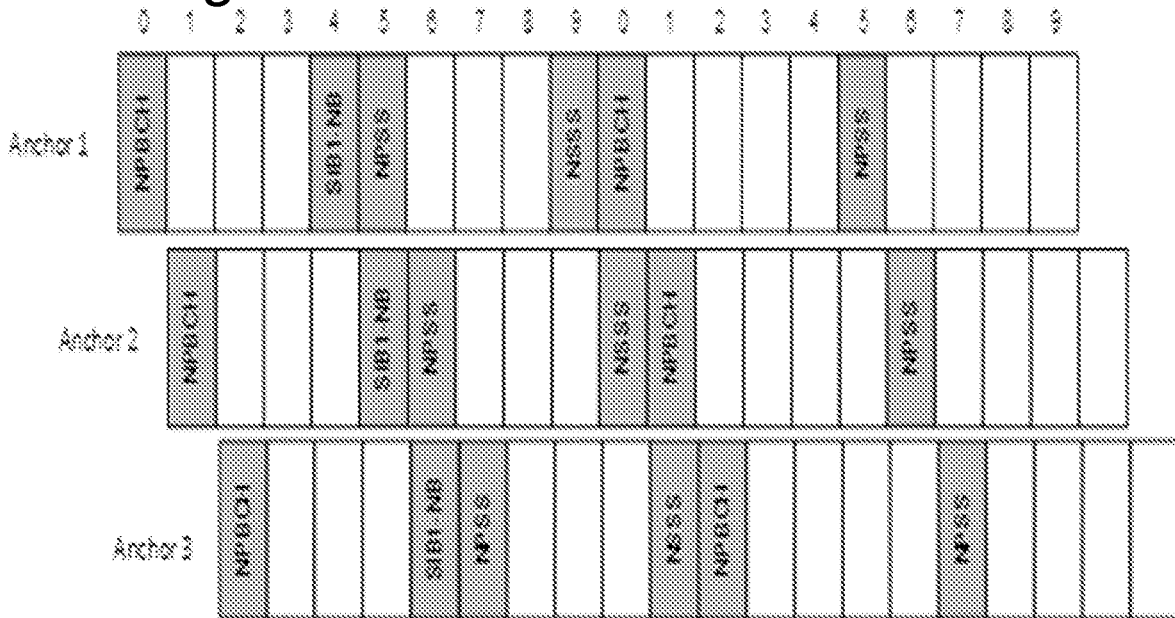 g
0 1 2 3 4 5 6 7 8 9 0 1 2 3 4 5 6 7 8 9
Anchor 1
NPBCH SIB1-NB NPSS NSSS NPBCH NPSS
Anchor 2
NPBCH SIB1-NB NPSS NSSS NPBCH NPSS
Anchor 3
NPBCH SIB1-NB NPSS NSSS NPBCH NPSS